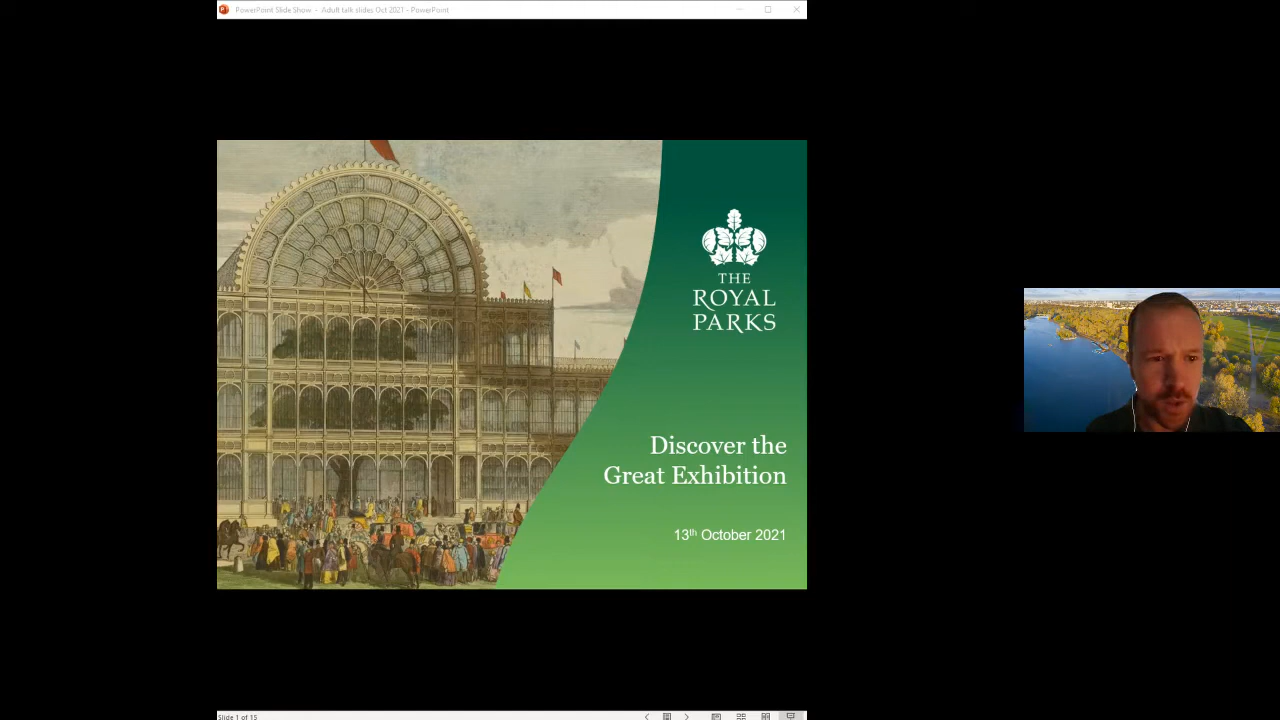 PowerPoint Slide Show - Adult talk slides Oct 2021 - PowerPoint
THE
ROYAL
PARKS
Discover the
Great Exhibition
13th October 2021
Slide 1 of 15